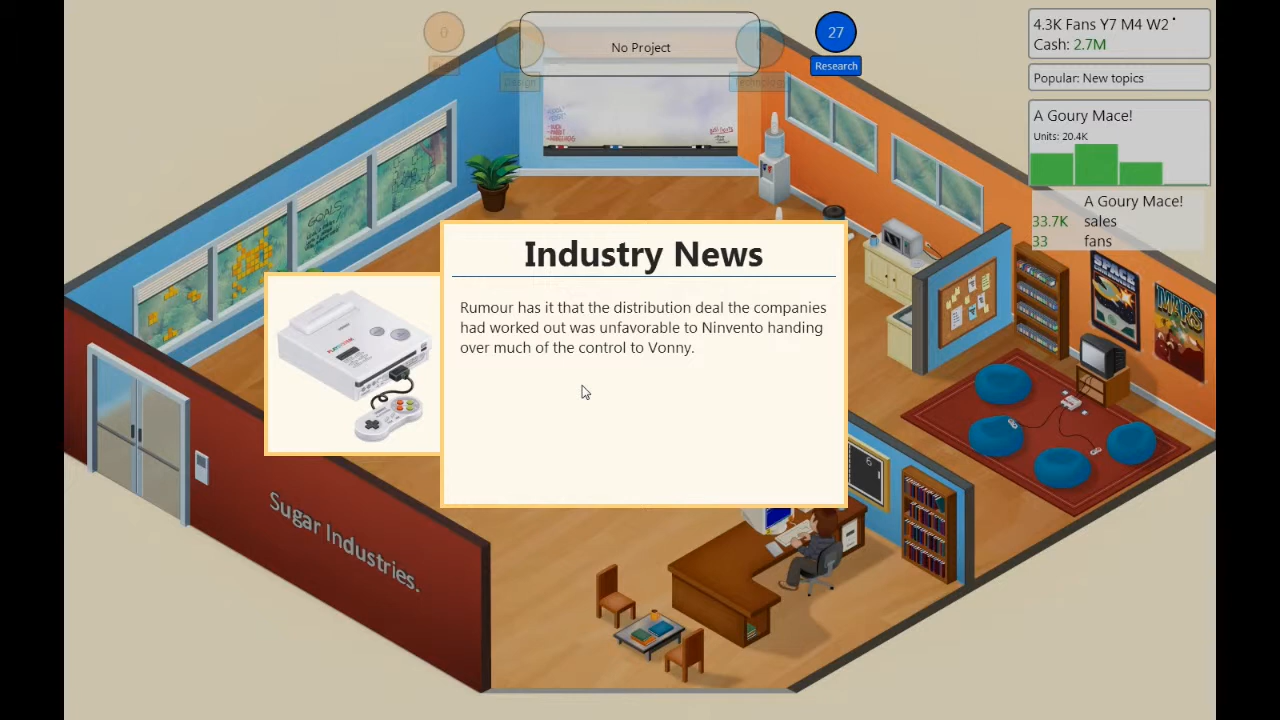 0
No Project
27
Research
Design
Technology
4.3K Fans Y7 M4 W2
Cash: 2.7M
Popular: New topics
A Goury Mace!
Units: 20.4K
A Goury Mace!
33.7K sales
33 fans
GOALS
SPACE
MARS
Industry News
Rumour has it that the distribution deal the companies
had worked out was unfavorable to Ninvento handing
over much of the control to Vonny.
Sugar Industries.